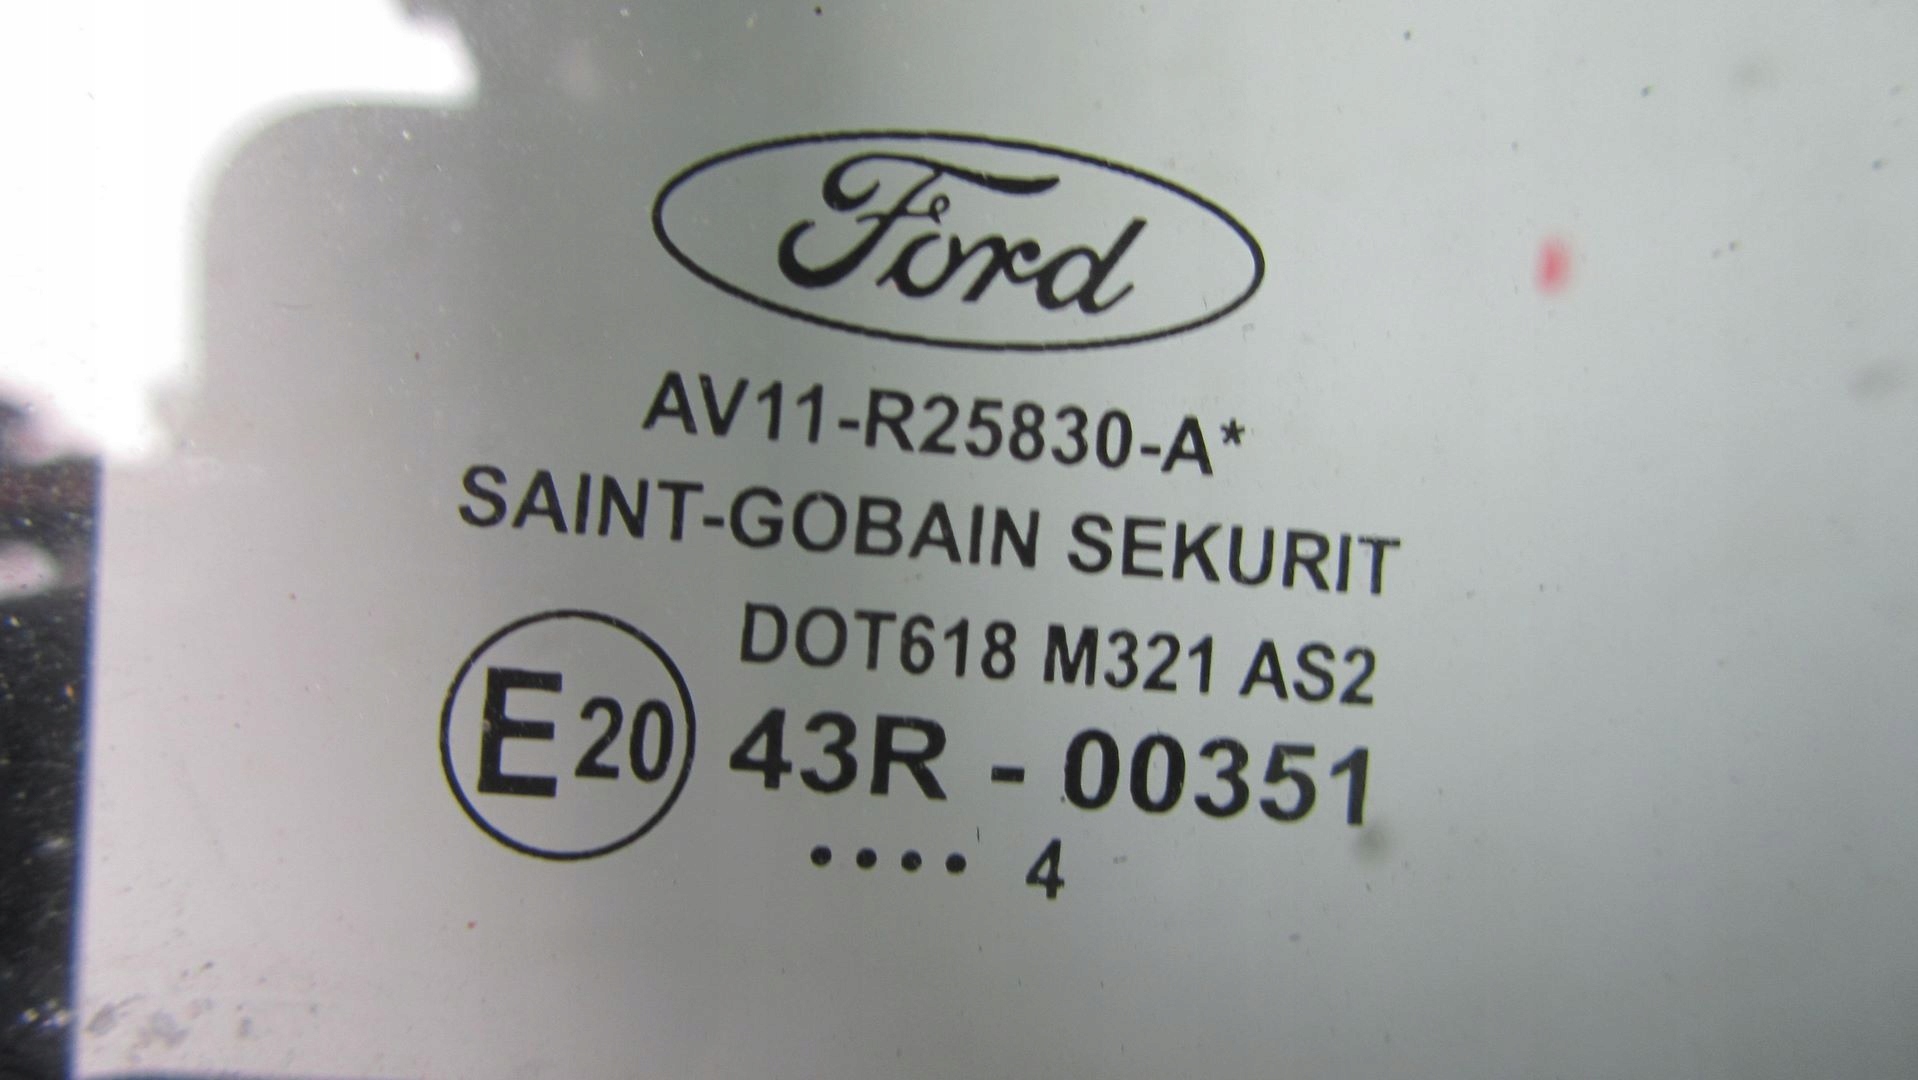 Ford
AV11-R25830-A*
SAINT-GOBAIN SEKURIT
DOT618 M321 AS2
E20 43R - 00351
•••• 4